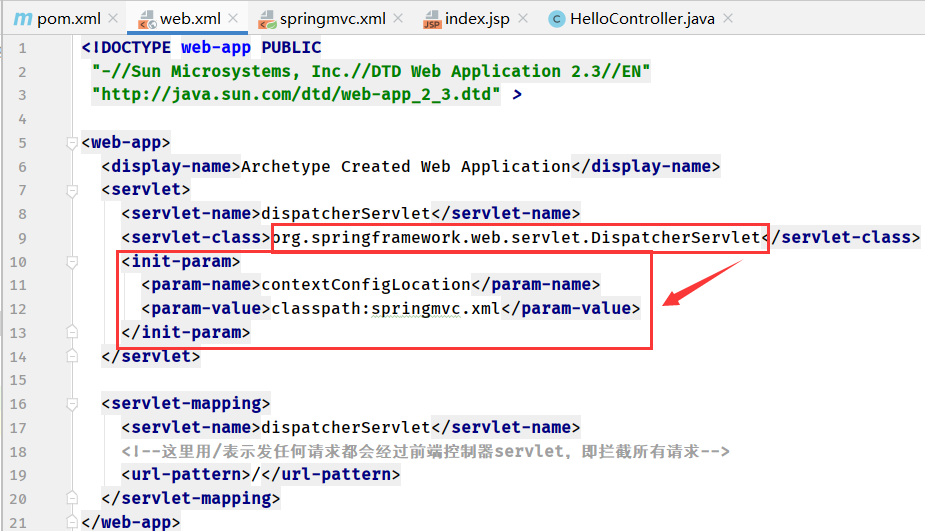 pom.xml web.xml springmvc.xml index.jsp HelloController.java
1 <!DOCTYPE web-app PUBLIC
2 "-//Sun Microsystems, Inc.//DTD Web Application 2.3//EN"
3 "http://java.sun.com/dtd/web-app_2_3.dtd" >
4
5 <web-app>
6 <display-name>Archetype Created Web Application</display-name>
7 <servlet>
8 <servlet-name>dispatcherServlet</servlet-name>
9 <servlet-class>org.springframework.web.servlet.DispatcherServlet</servlet-class>
10 <init-param>
11 <param-name>contextConfigLocation</param-name>
12 <param-value>classpath:springmvc.xml</param-value>
13 </init-param>
14 </servlet>
15
16 <servlet-mapping>
17 <servlet-name>dispatcherServlet</servlet-name>
18 <!--这里用/表示发任何请求都会经过前端控制器servlet，即拦截所有请求-->
19 <url-pattern>/</url-pattern>
20 </servlet-mapping>
21 </web-app>